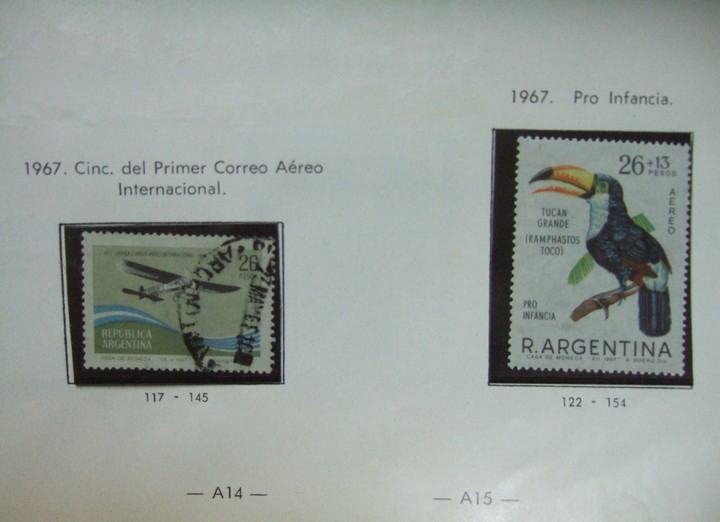 1967. Cinc. del Primer Correo Aéreo
Internacional.
26
PESOS
REPUBLICA
ARGENTINA
117 - 145
— A14 —
1967. Pro Infancia.
26+13
PESOS
AEREO
TUCAN
GRANDE
(RAMPHASTOS
TOCO)
PRO
INFANCIA
R. ARGENTINA
122 - 154
— A15 —